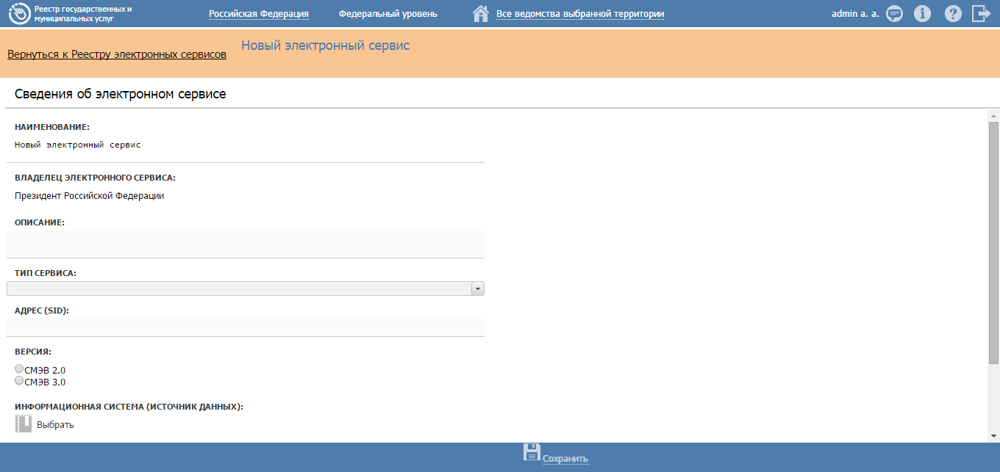 Реестр государственных и
муниципальных услуг
Российская Федерация
Федеральный уровень
Все ведомства выбранной территории
admin a. a.
Вернуться к Реестру электронных сервисов
Новый электронный сервис
Сведения об электронном сервисе
НАИМЕНОВАНИЕ:
Новый электронный сервис
ВЛАДЕЛЕЦ ЭЛЕКТРОННОГО СЕРВИСА:
Президент Российской Федерации
ОПИСАНИЕ:
ТИП СЕРВИСА:
АДРЕС (SID):
ВЕРСИЯ:
СМЭВ 2.0
СМЭВ 3.0
ИНФОРМАЦИОННАЯ СИСТЕМА (ИСТОЧНИК ДАННЫХ):
Выбрать
Сохранить